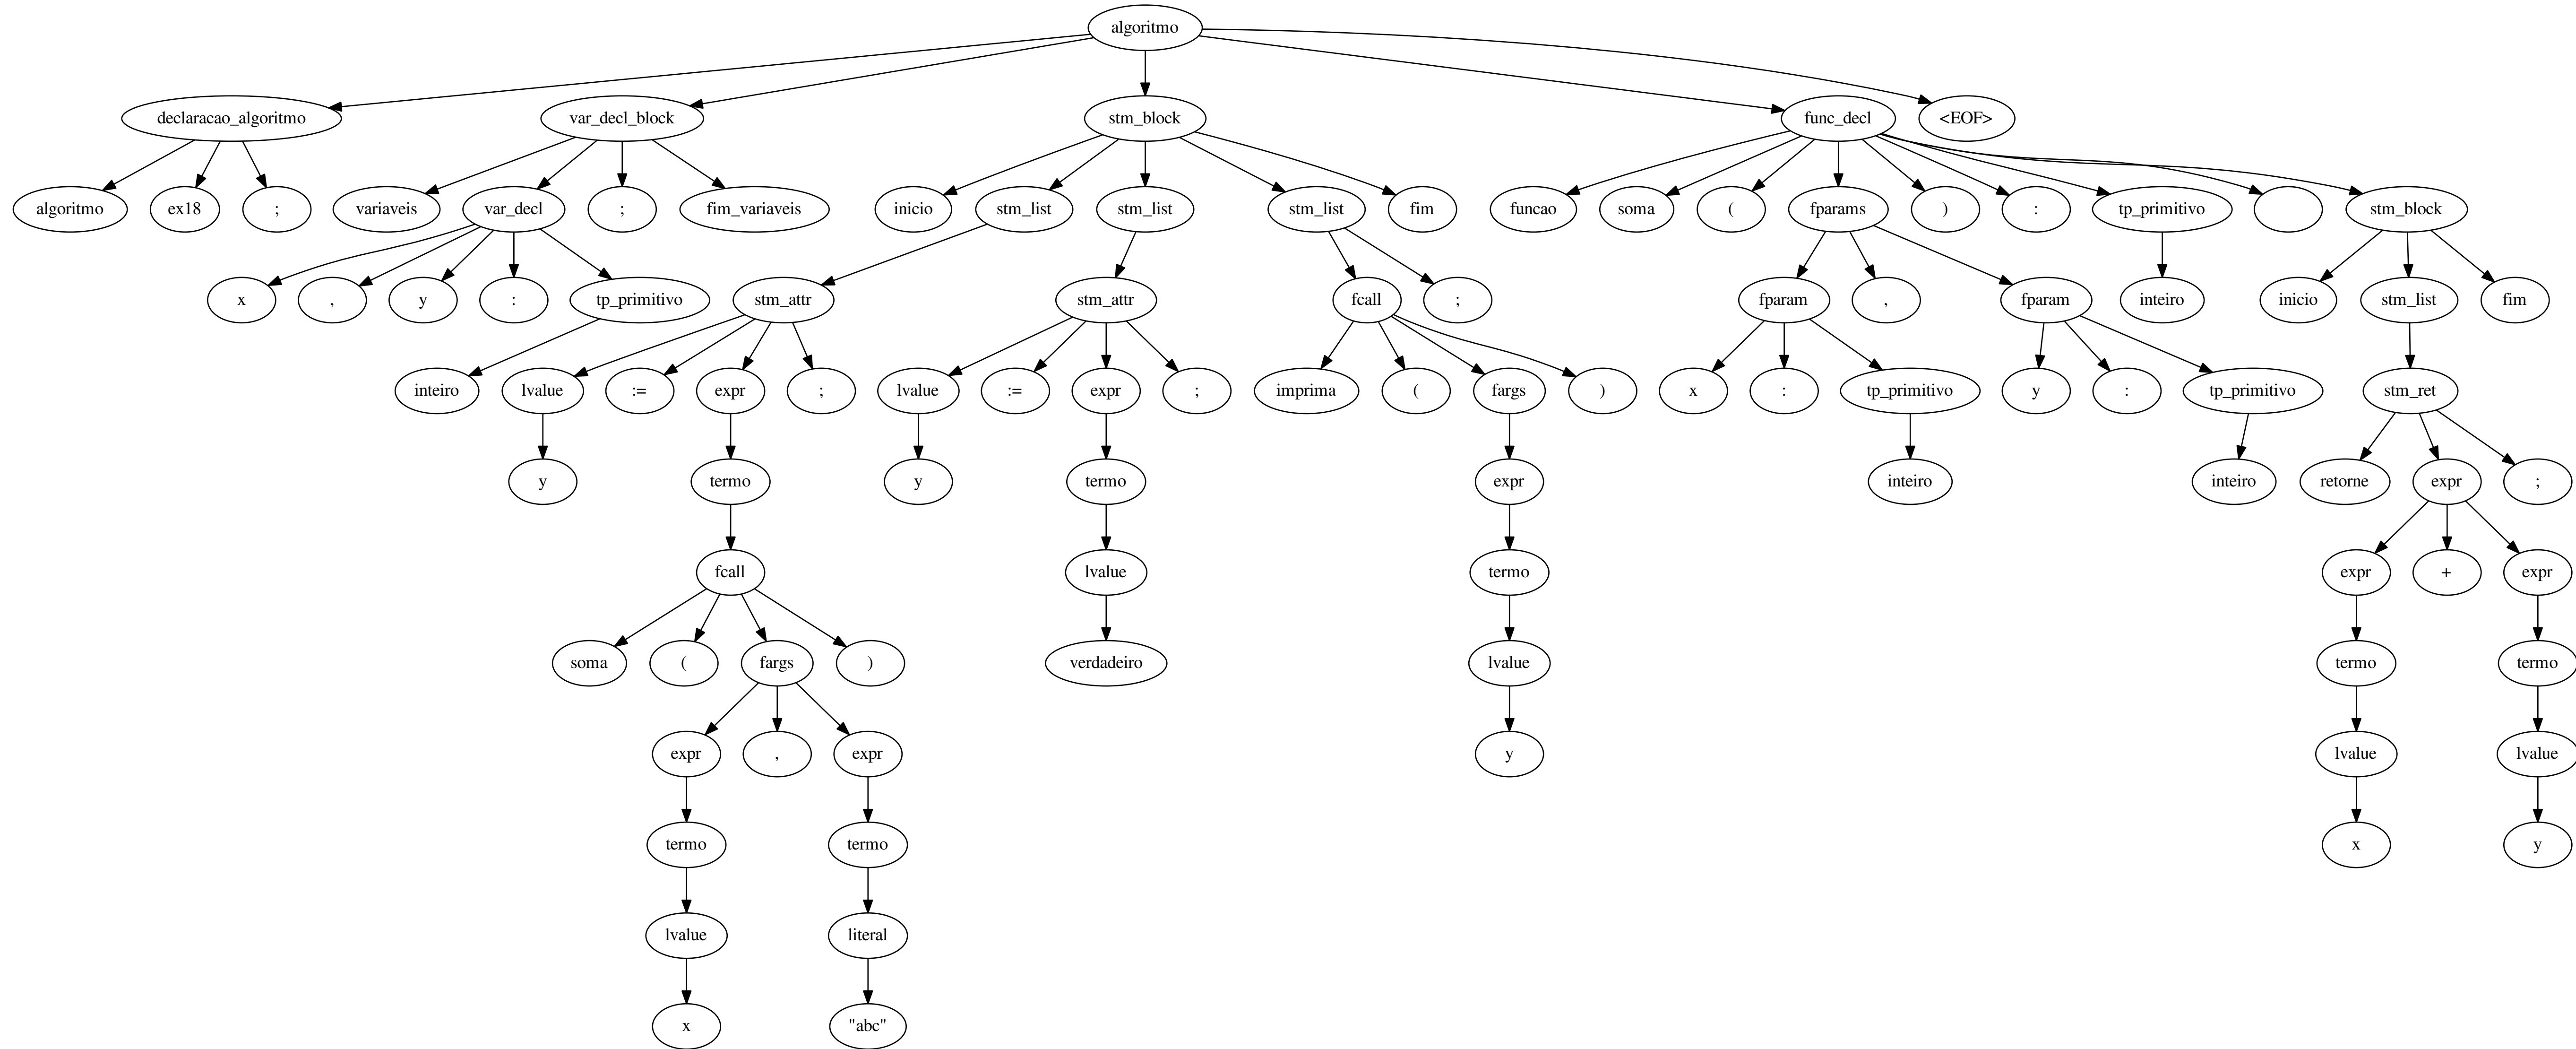 algoritmo
declaracao_algoritmo var_decl_block stm_block func_decl <EOF>
algoritmo ex18 ; variaveis var_decl ; fim_variaveis inicio stm_list stm_list stm_list fim funcao soma ( fparams ) : tp_primitivo stm_block
x , y : tp_primitivo stm_attr stm_attr fcall ; fparam , fparam inteiro inicio stm_list fim
inteiro lvalue := expr ; lvalue := expr ; imprima ( fargs ) x : tp_primitivo y : tp_primitivo stm_ret
y termo y termo expr inteiro inteiro retorne expr ;
fcall lvalue termo expr + expr
soma ( fargs ) verdadeiro lvalue termo termo
expr , expr y lvalue lvalue
termo termo x y
lvalue literal
x "abc"